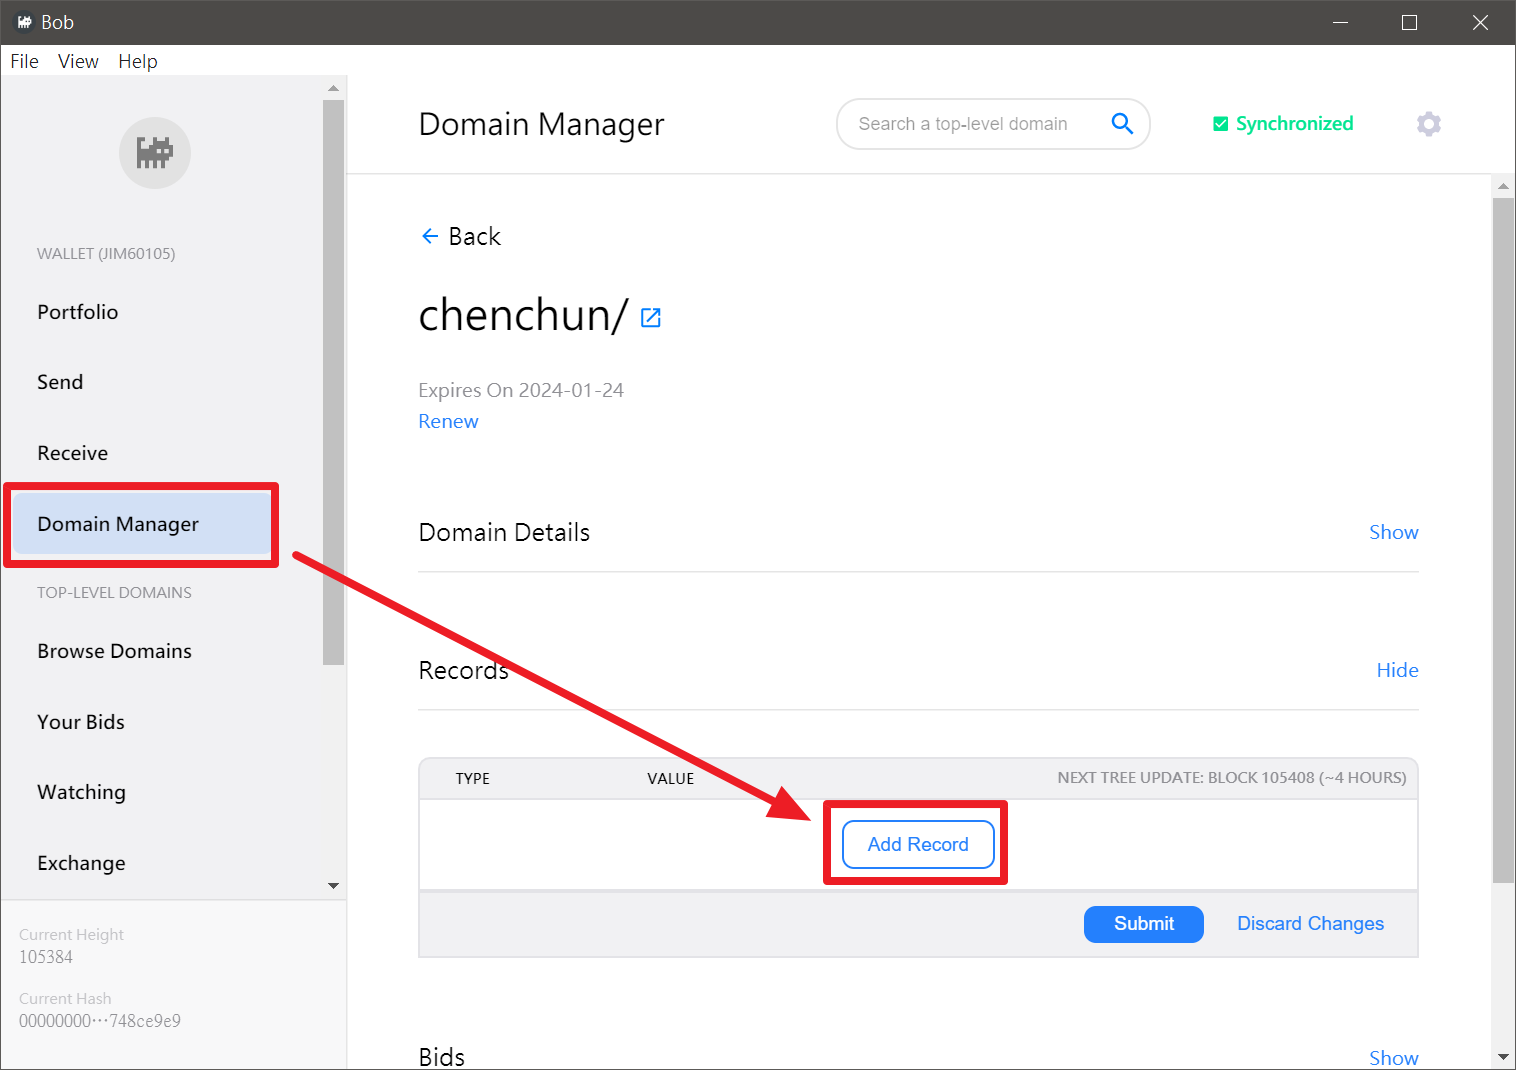 Bob
File View Help
Domain Manager
Search a top-level domain
Synchronized
WALLET (JIM60105)
Portfolio
Send
Receive
Domain Manager
TOP-LEVEL DOMAINS
Browse Domains
Your Bids
Watching
Exchange
Current Height
105384
Current Hash
00000000⋯748ce9e9
Back
chenchun/
Expires On 2024-01-24
Renew
Domain Details Show
Records Hide
TYPE VALUE NEXT TREE UPDATE: BLOCK 105408 (~4 HOURS)
Add Record
Submit Discard Changes
Bids Show